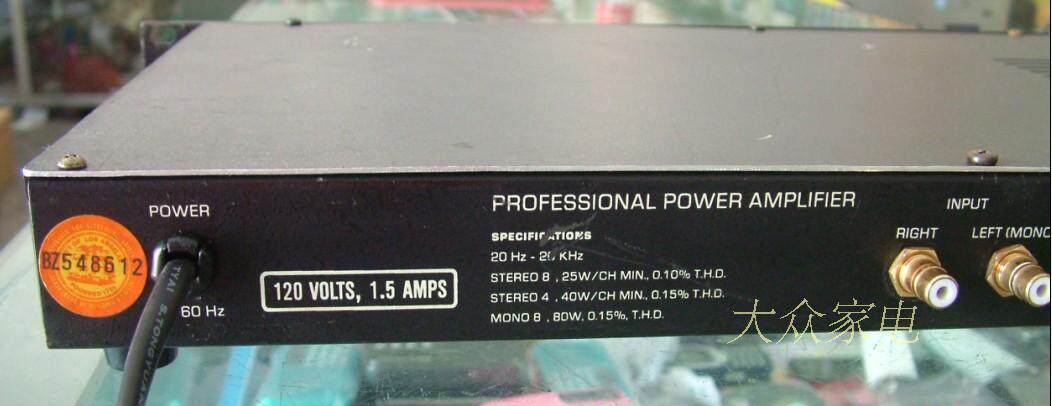 POWER
BZ548612
60 Hz
120 VOLTS, 1.5 AMPS
PROFESSIONAL POWER AMPLIFIER
SPECIFICATIONS
20 Hz - 20 KHz
STEREO 8 , 25W/CH MIN., 0.10% T.H.D.
STEREO 4 , 40W/CH MIN., 0.15% T.H.D.
MONO 8 , 80W, 0.15%, T.H.D.
INPUT
RIGHT
LEFT (MONO
大众家电